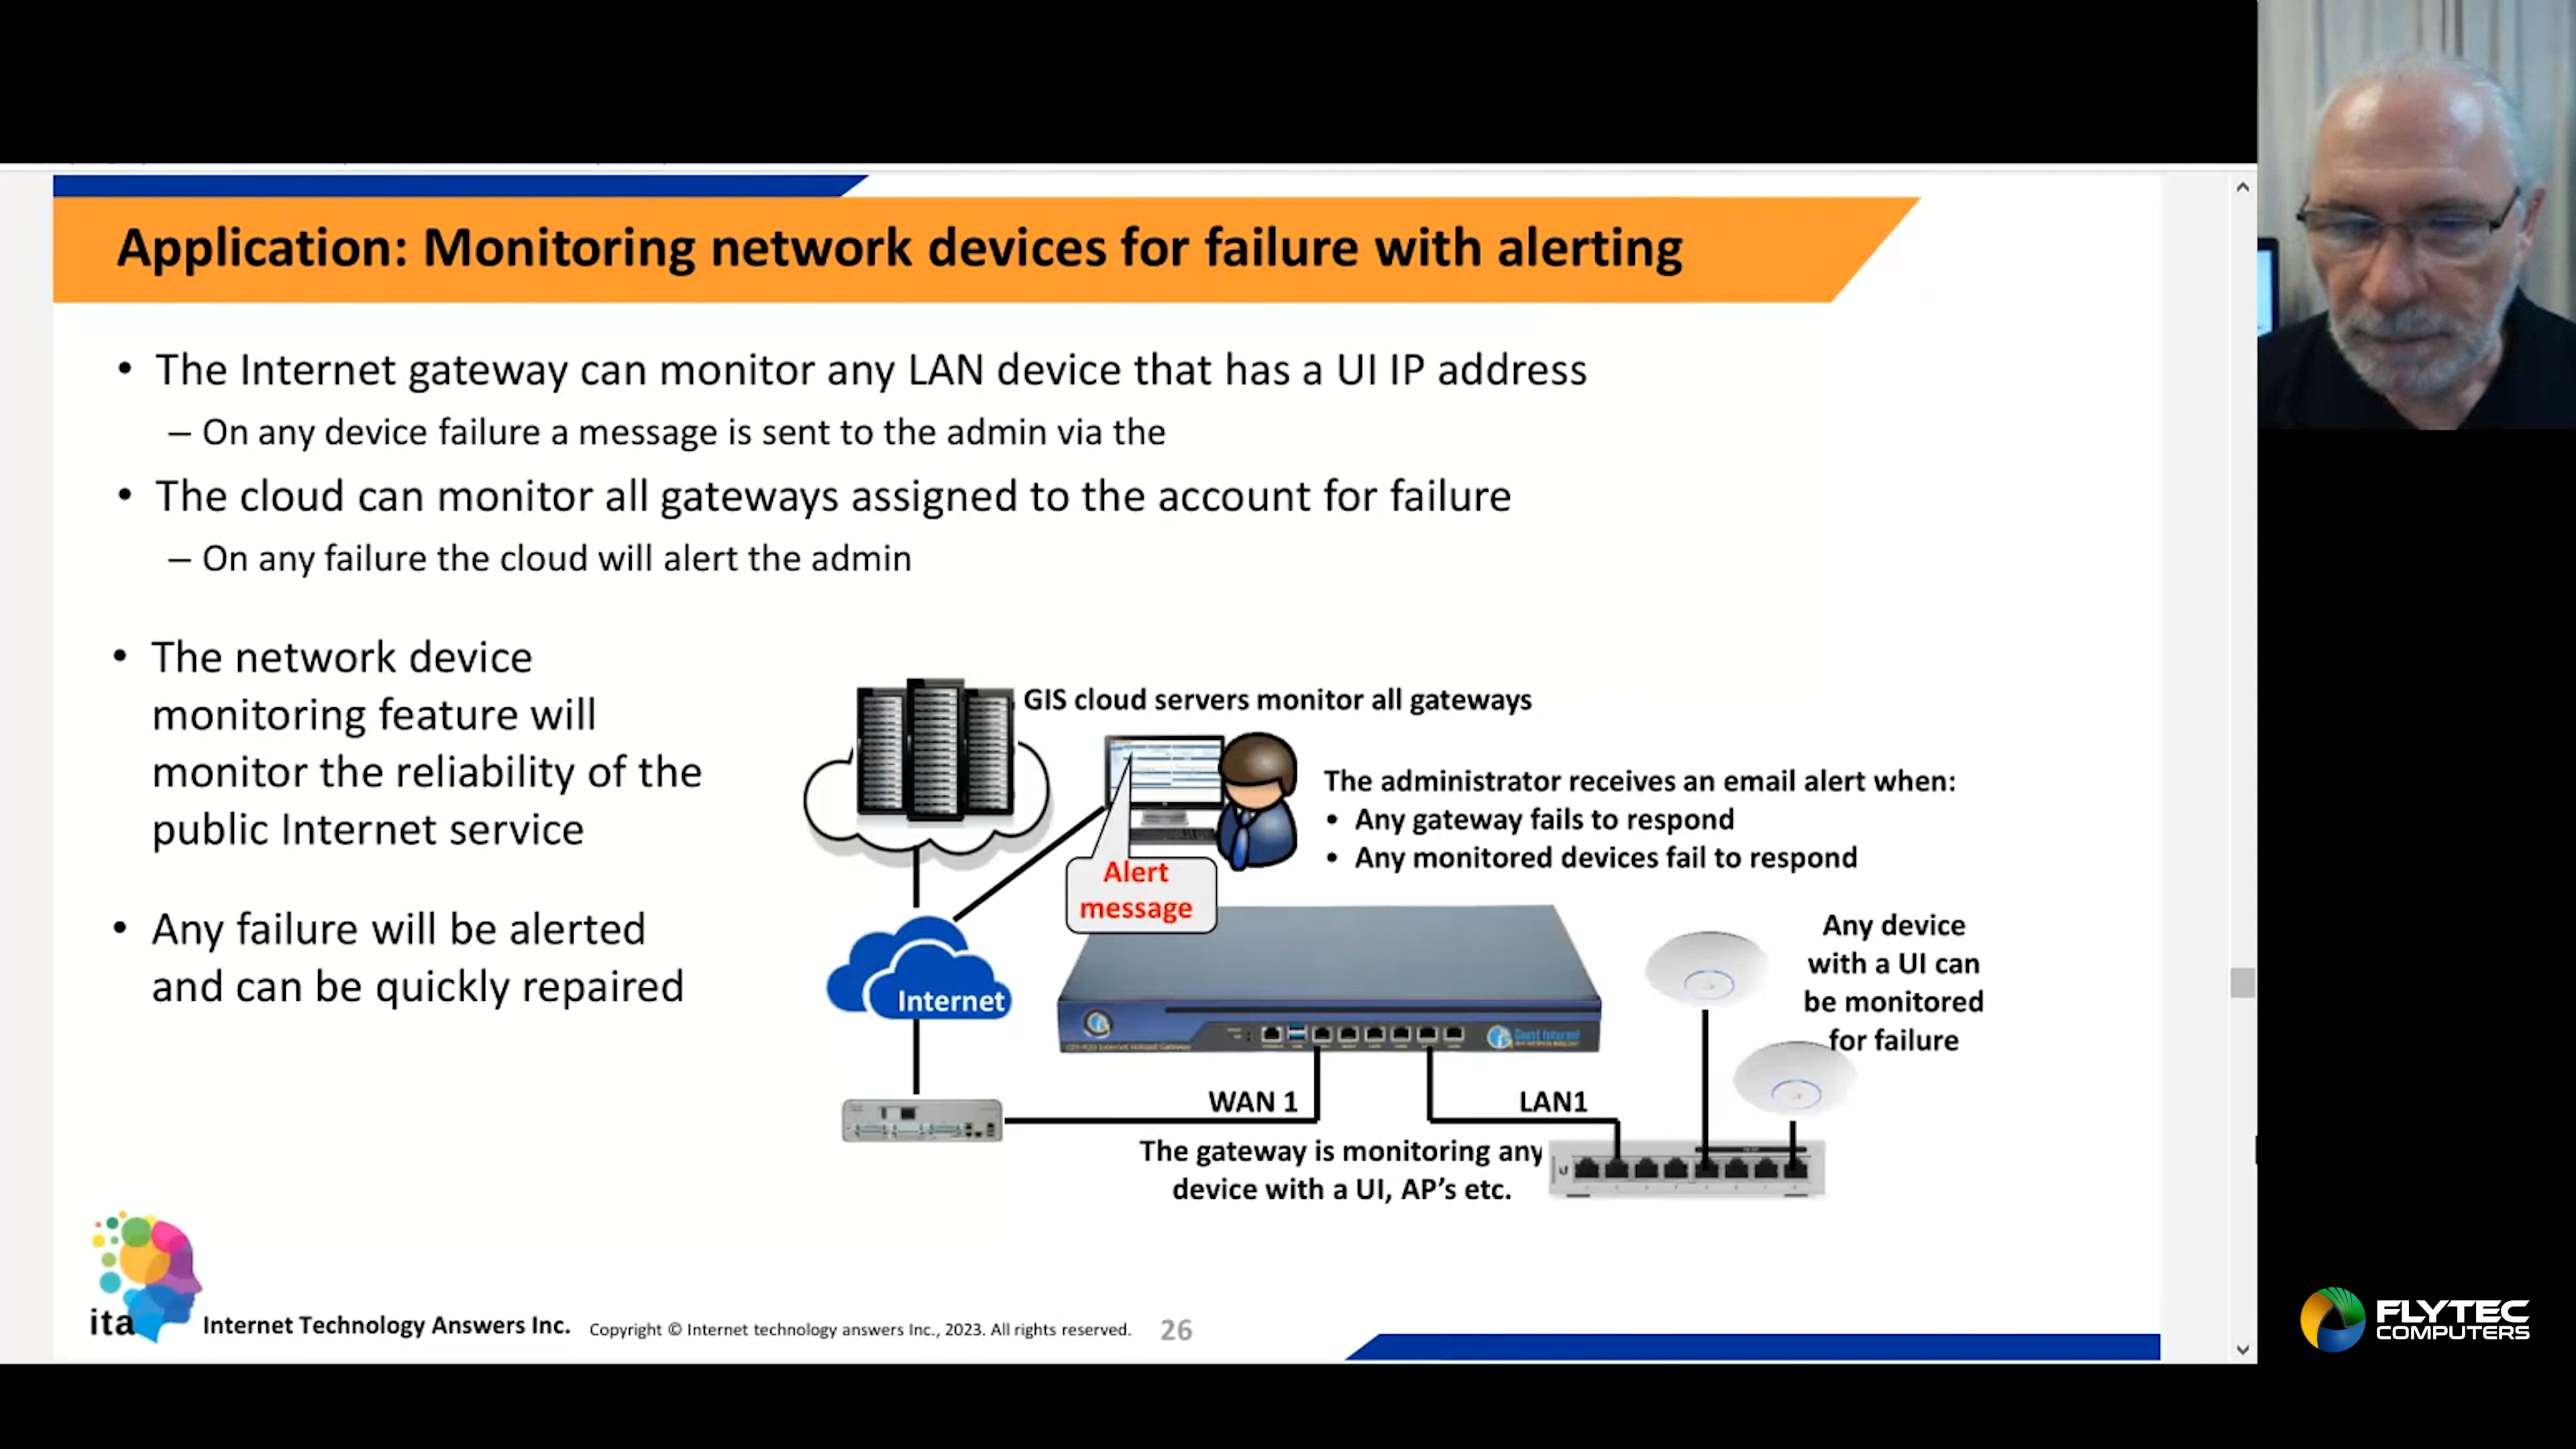 Application: Monitoring network devices for failure with alerting
• The Internet gateway can monitor any LAN device that has a UI IP address
– On any device failure a message is sent to the admin via the
• The cloud can monitor all gateways assigned to the account for failure
– On any failure the cloud will alert the admin
• The network device
monitoring feature will
monitor the reliability of the
public Internet service
• Any failure will be alerted
and can be quickly repaired
GIS cloud servers monitor all gateways
The administrator receives an email alert when:
• Any gateway fails to respond
• Any monitored devices fail to respond
Alert
message
Internet
Any device
with a UI can
be monitored
for failure
Guest Internet
WAN 1
LAN1
The gateway is monitoring any
device with a UI, AP's etc.
ita
Internet Technology Answers Inc.
Copyright © Internet technology answers Inc., 2023. All rights reserved.
26
FLYTEC
COMPUTERS